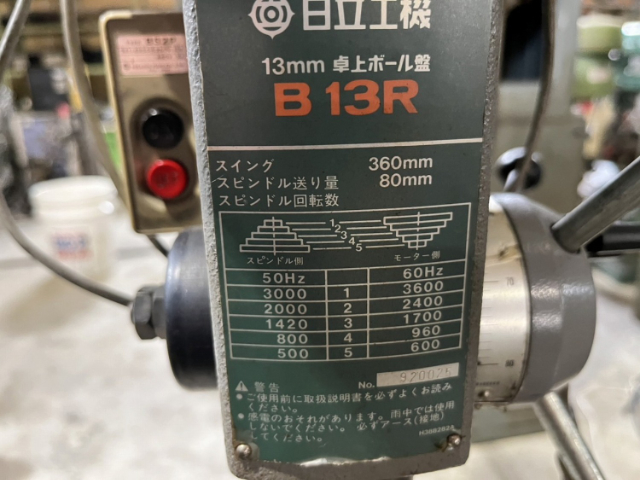 日立工機
13mm 卓上ボール盤
B 13R
スイング 360mm
スピンドル送り量 80mm
スピンドル回転数
1 2 3 4 5
スピンドル側 モーター側
50Hz 60Hz
3000 1 3600
2000 2 2400
1420 3 1700
800 4 960
500 5 600
警告 No.
●ご使用前に取扱説明書を必ずよくお読み
ください。
●感電のおそれがあります。雨中では使用
しないでください。必ずアース(接地)
してください。